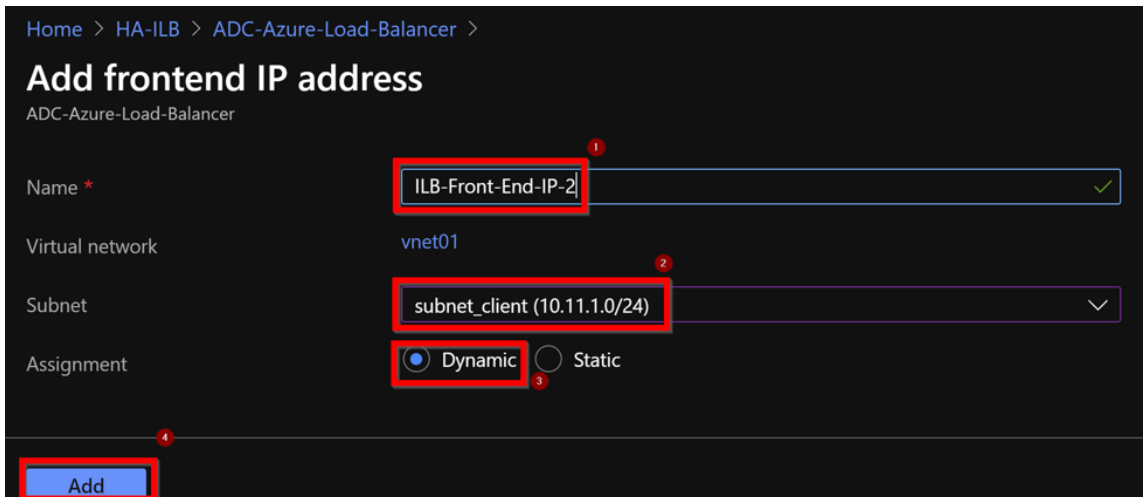 Home > HA-ILB > ADC-Azure-Load-Balancer >
Add frontend IP address
ADC-Azure-Load-Balancer
1
Name * ILB-Front-End-IP-2
Virtual network vnet01
2
Subnet subnet_client (10.11.1.0/24)
Assignment Dynamic Static
3
4
Add